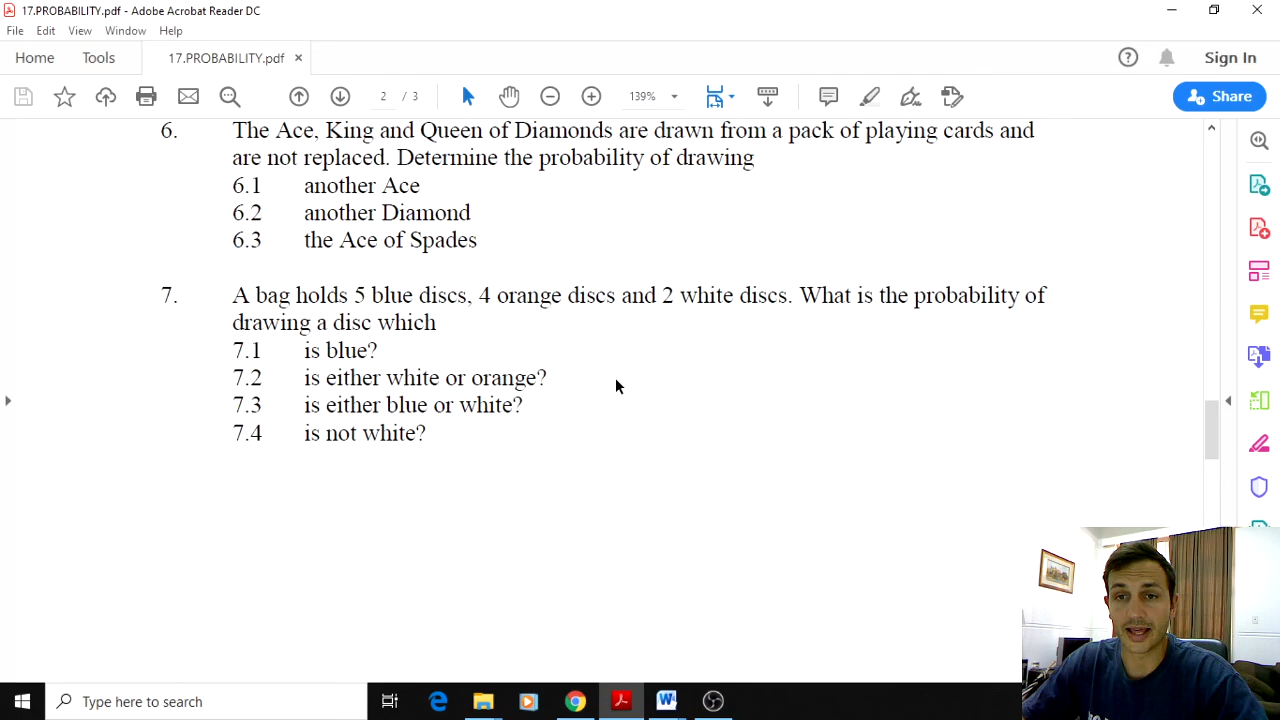 17.PROBABILITY.pdf - Adobe Acrobat Reader DC
File Edit View Window Help
Home Tools 17.PROBABILITY.pdf × Sign In
2 / 3 139% Share
6. The Ace, King and Queen of Diamonds are drawn from a pack of playing cards and
are not replaced. Determine the probability of drawing
6.1 another Ace
6.2 another Diamond
6.3 the Ace of Spades
7. A bag holds 5 blue discs, 4 orange discs and 2 white discs. What is the probability of
drawing a disc which
7.1 is blue?
7.2 is either white or orange?
7.3 is either blue or white?
7.4 is not white?
Type here to search